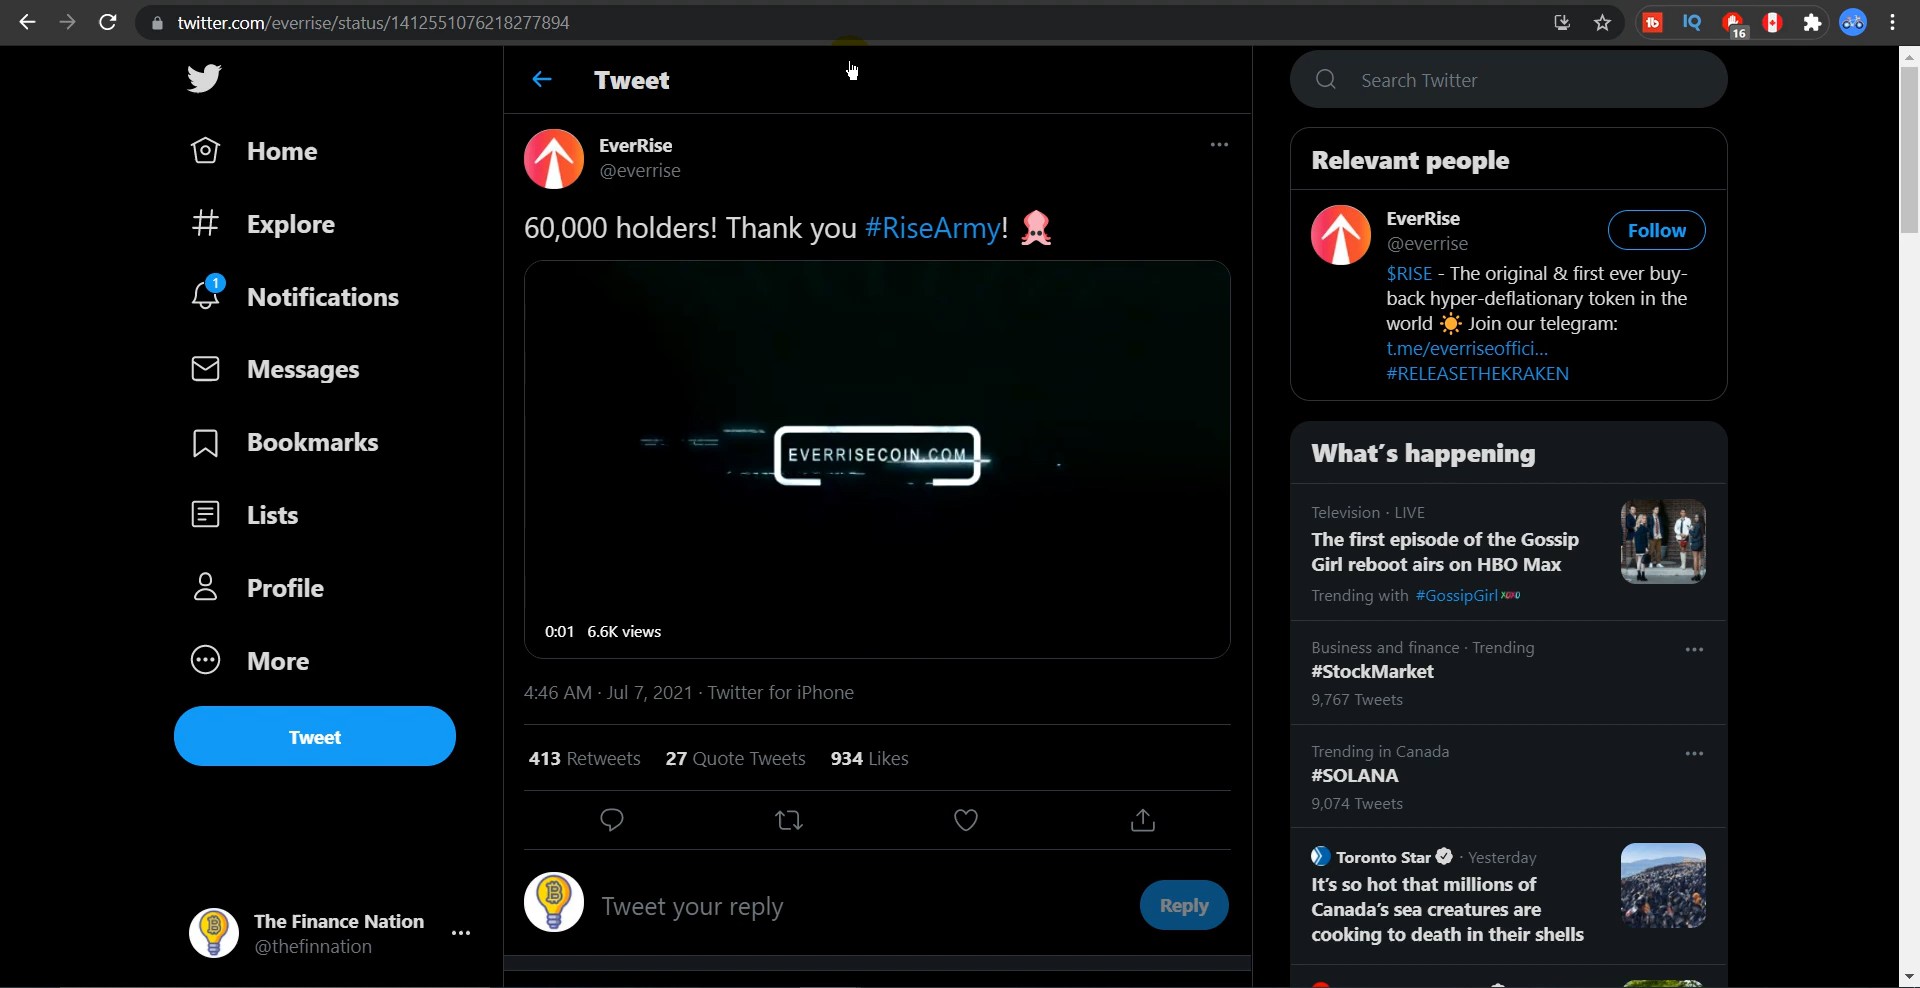 twitter.com/everrise/status/1412551076218277894
16
Tweet
Search Twitter
Home
Explore
1
Notifications
Messages
Bookmarks
Lists
Profile
More
Tweet
The Finance Nation
@thefinnation
EverRise
@everrise
60,000 holders! Thank you #RiseArmy!
EVERRISECOIN.COM
0:01 6.6K views
4:46 AM · Jul 7, 2021 · Twitter for iPhone
413 Retweets 27 Quote Tweets 934 Likes
Tweet your reply
Reply
Relevant people
EverRise
@everrise
Follow
$RISE - The original & first ever buy-
back hyper-deflationary token in the
world Join our telegram:
t.me/everriseoffici...
#RELEASETHEKRAKEN
What's happening
Television · LIVE
The first episode of the Gossip
Girl reboot airs on HBO Max
Trending with #GossipGirl
Business and finance · Trending
#StockMarket
9,767 Tweets
Trending in Canada
#SOLANA
9,074 Tweets
Toronto Star · Yesterday
It's so hot that millions of
Canada's sea creatures are
cooking to death in their shells